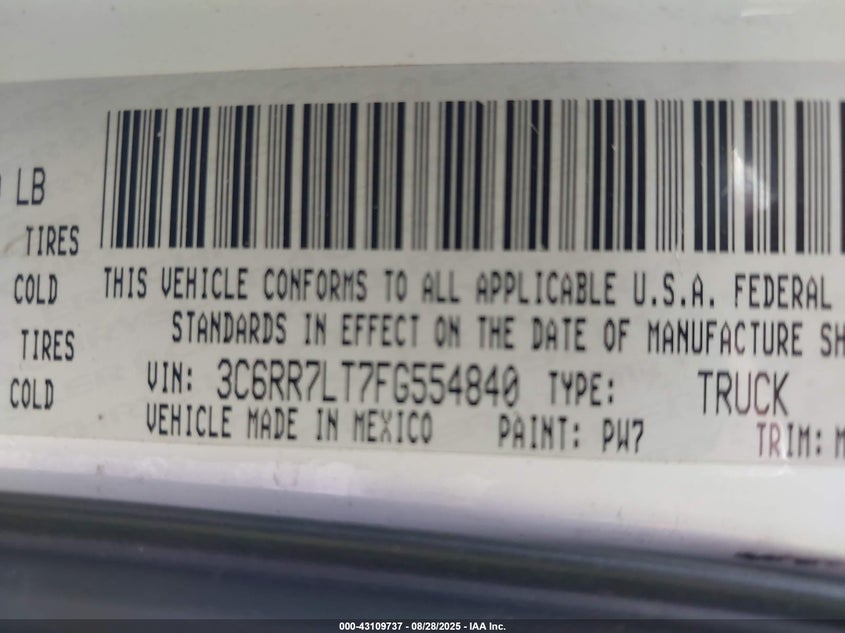 LB
TIRES
COLD
TIRES
COLD
THIS VEHICLE CONFORMS TO ALL APPLICABLE U.S.A. FEDERAL
STANDARDS IN EFFECT ON THE DATE OF MANUFACTURE SH
VIN: 3C6RR7LT7FG554840 TYPE: TRUCK
VEHICLE MADE IN MEXICO PAINT: PW7 TRIM:
000-43109737 - 08/28/2025 - IAA Inc.